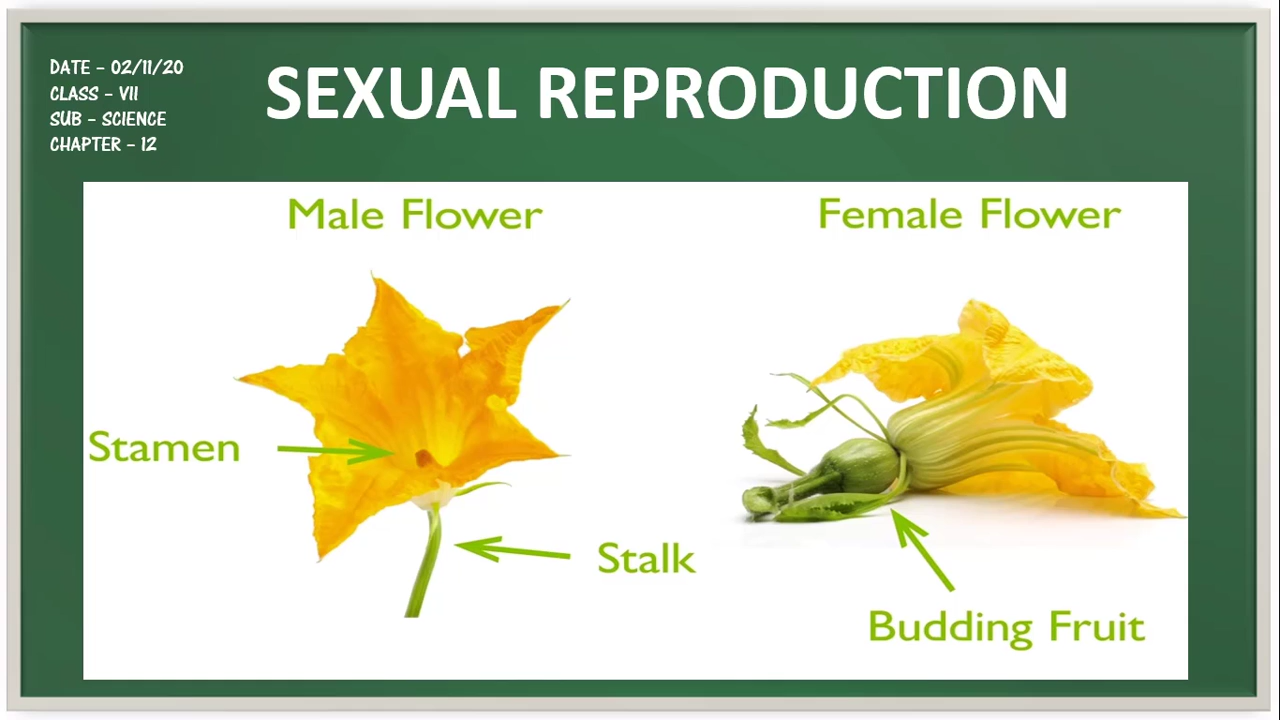 DATE - 02/11/20
CLASS - VII
SUB - SCIENCE
CHAPTER - 12
SEXUAL REPRODUCTION
Male Flower
Female Flower
Stamen
Stalk
Budding Fruit